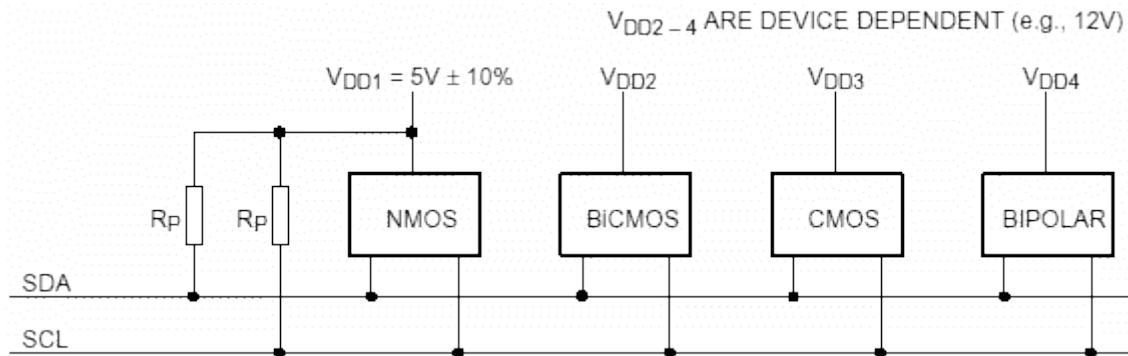 VDD2 – 4 ARE DEVICE DEPENDENT (e.g., 12V)
VDD1 = 5V ± 10% VDD2 VDD3 VDD4
RP RP NMOS BiCMOS CMOS BIPOLAR
SDA
SCL